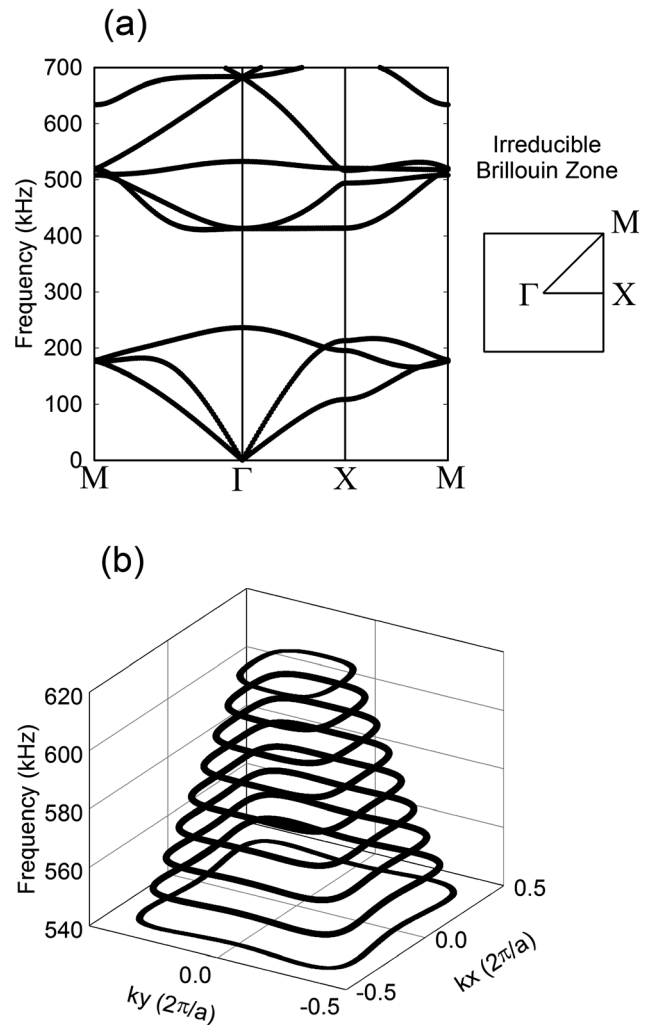 (a)
700
600
500
400
300
200
100
0
Frequency (kHz)
M Γ X M
Irreducible
Brillouin Zone
M
Γ X
(b)
620
600
580
560
540
Frequency (kHz)
0.0
-0.5
ky (2π/a)
-0.5
0.0
0.5
kx (2π/a)